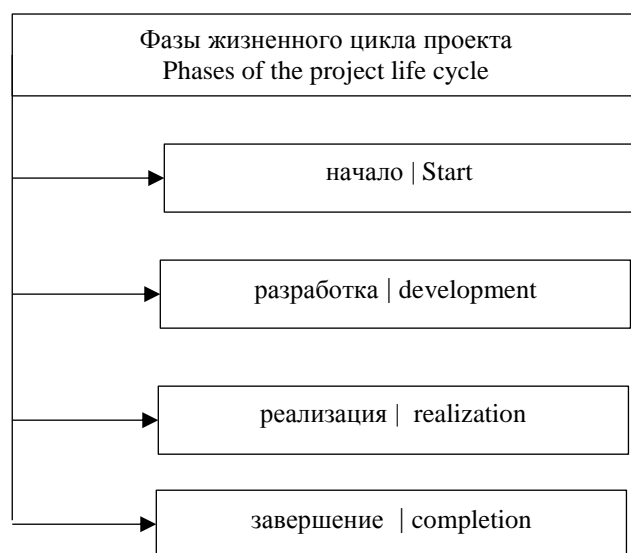 Фазы жизненного цикла проекта
Phases of the project life cycle
начало | Start
разработка | development
реализация | realization
завершение | completion